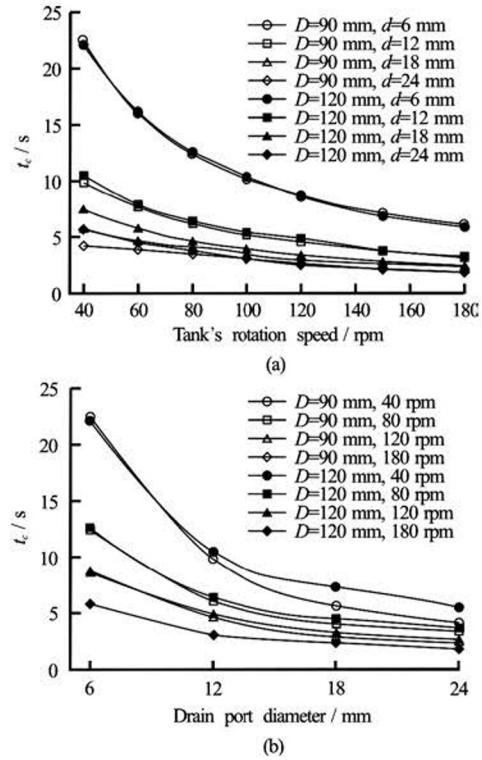 D=90 mm, d=6 mm
D=90 mm, d=12 mm
D=90 mm, d=18 mm
D=90 mm, d=24 mm
D=120 mm, d=6 mm
D=120 mm, d=12 mm
D=120 mm, d=18 mm
D=120 mm, d=24 mm
25
20
15
10
5
0
tc / s
40 60 80 100 120 140 160 180
Tank's rotation speed / rpm
(a)
D=90 mm, 40 rpm
D=90 mm, 80 rpm
D=90 mm, 120 rpm
D=90 mm, 180 rpm
D=120 mm, 40 rpm
D=120 mm, 80 rpm
D=120 mm, 120 rpm
D=120 mm, 180 rpm
25
20
15
10
5
0
tc / s
6 12 18 24
Drain port diameter / mm
(b)